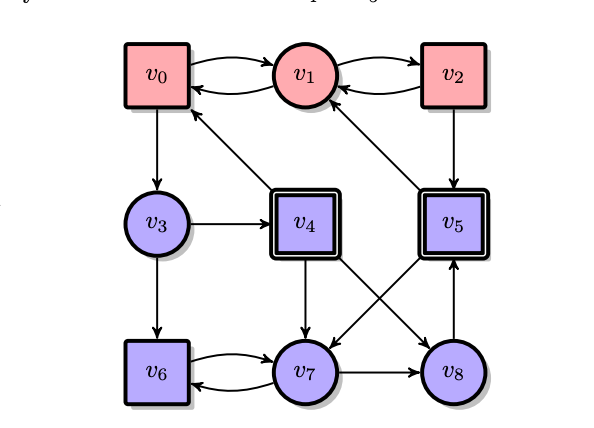 v₀ v₁ v₂
v₃ v₄ v₅
v₆ v₇ v₈